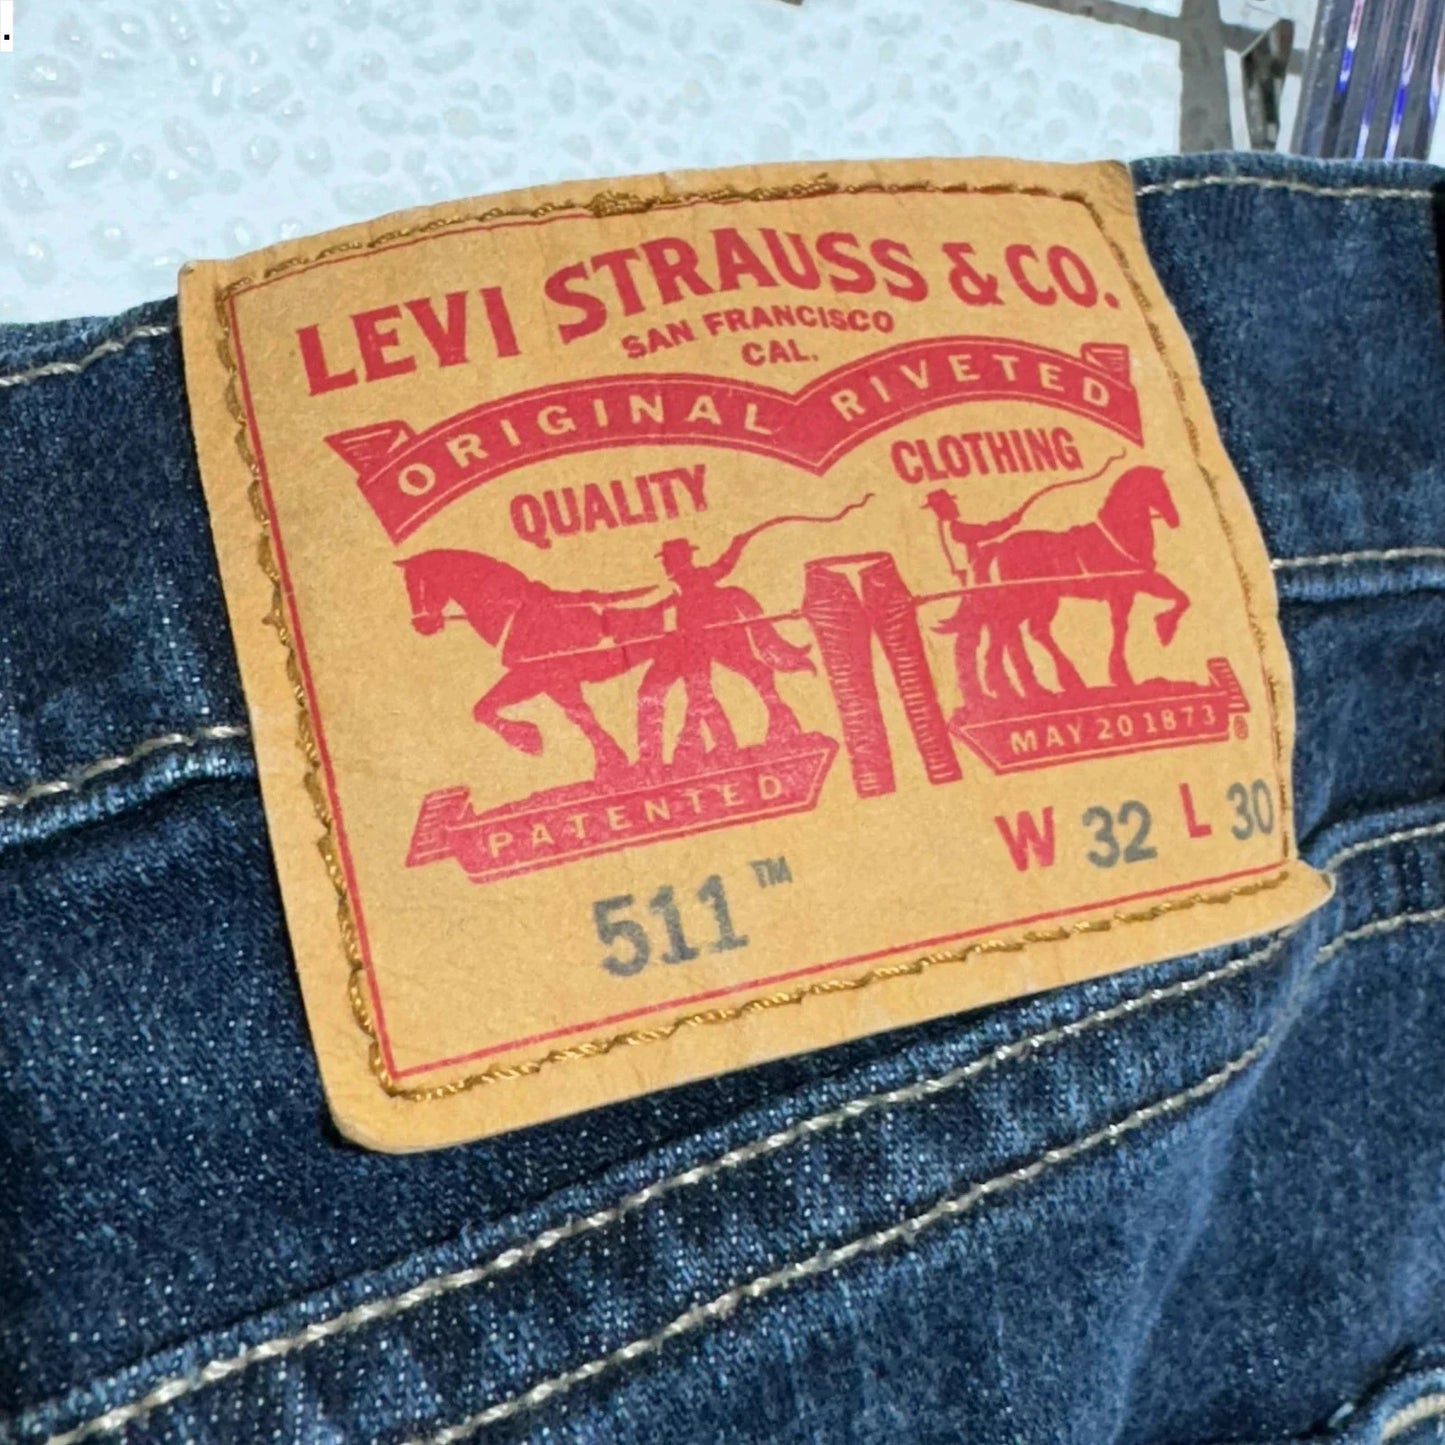 .
LEVI STRAUSS & CO.
SAN FRANCISCO
CAL.
ORIGINAL RIVETED
QUALITY CLOTHING
PATENTED MAY 20 1873 ®
511™ W 32 L 30